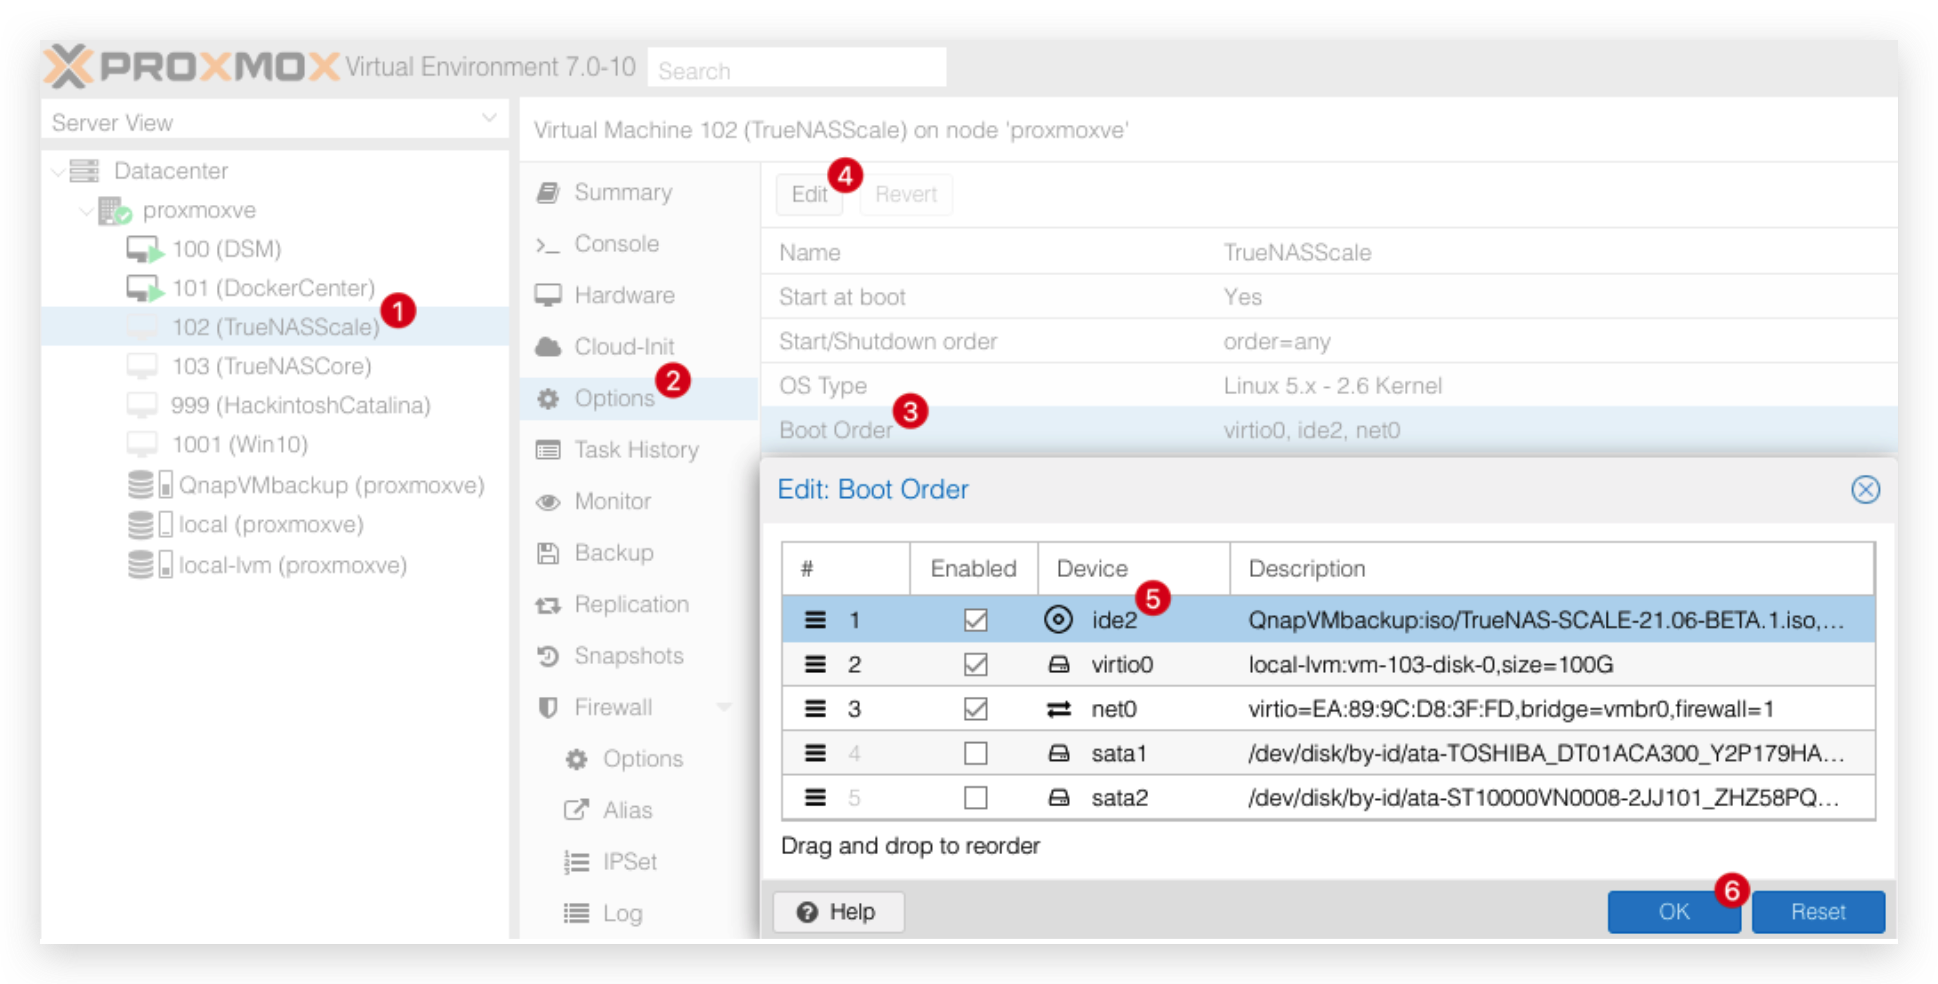 PROXMOX Virtual Environment 7.0-10 Search
Server View
Datacenter
proxmoxve
100 (DSM)
101 (DockerCenter)
102 (TrueNASScale) 1
103 (TrueNASCore)
999 (HackintoshCatalina)
1001 (Win10)
QnapVMbackup (proxmoxve)
local (proxmoxve)
local-lvm (proxmoxve)
Virtual Machine 102 (TrueNASScale) on node 'proxmoxve'
Summary
Console
Hardware
Cloud-Init
Options 2
Task History
Monitor
Backup
Replication
Snapshots
Firewall
Options
Alias
IPSet
Log
Edit 4 Revert
Name TrueNASScale
Start at boot Yes
Start/Shutdown order order=any
OS Type Linux 5.x - 2.6 Kernel
Boot Order 3 virtio0, ide2, net0
Edit: Boot Order
# Enabled Device Description
1 ide2 5 QnapVMbackup:iso/TrueNAS-SCALE-21.06-BETA.1.iso,...
2 virtio0 local-lvm:vm-103-disk-0,size=100G
3 net0 virtio=EA:89:9C:D8:3F:FD,bridge=vmbr0,firewall=1
4 sata1 /dev/disk/by-id/ata-TOSHIBA_DT01ACA300_Y2P179HA...
5 sata2 /dev/disk/by-id/ata-ST10000VN0008-2JJ101_ZHZ58PQ...
Drag and drop to reorder
Help OK 6 Reset